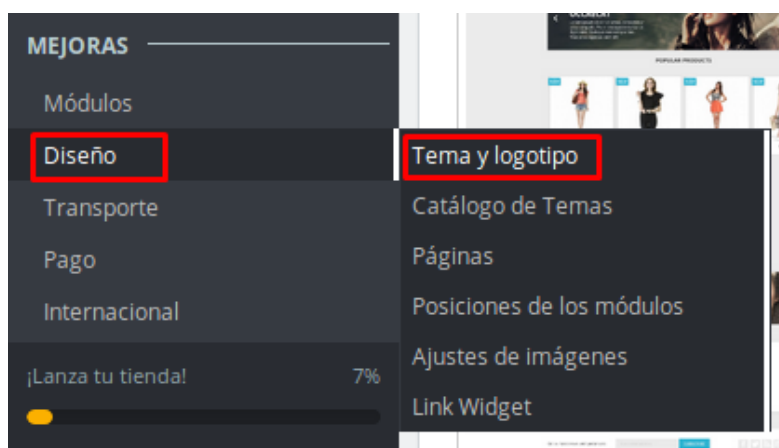 MEJORAS
Módulos
Diseño
Transporte
Pago
Internacional
¡Lanza tu tienda!
7%
POPULAR PRODUCTS
Tema y logotipo
Catálogo de Temas
Páginas
Posiciones de los módulos
Ajustes de imágenes
Link Widget